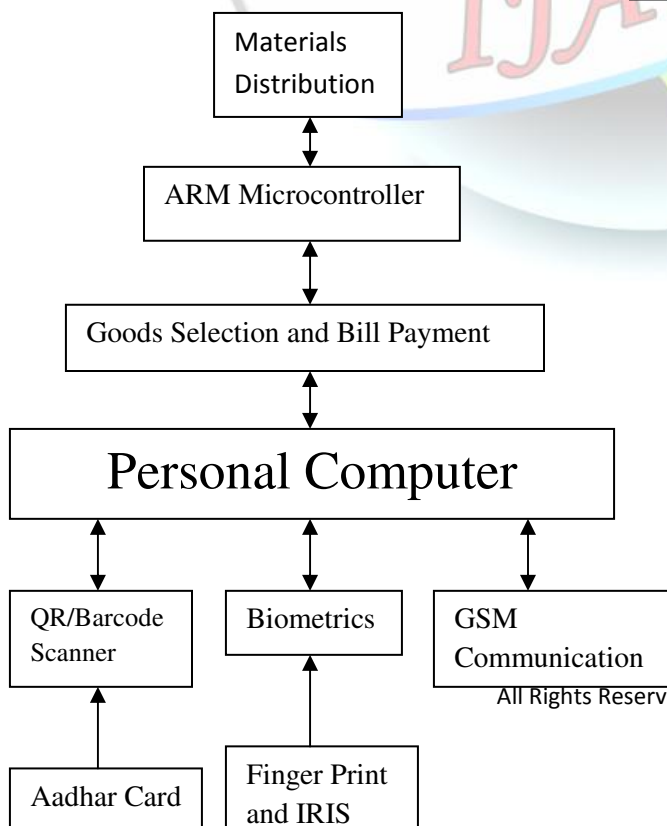 IJA
Materials
Distribution
ARM Microcontroller
Goods Selection and Bill Payment
Personal Computer
QR/Barcode
Scanner
Biometrics
GSM
Communication
All Rights Reserv
Aadhar Card
Finger Print
and IRIS